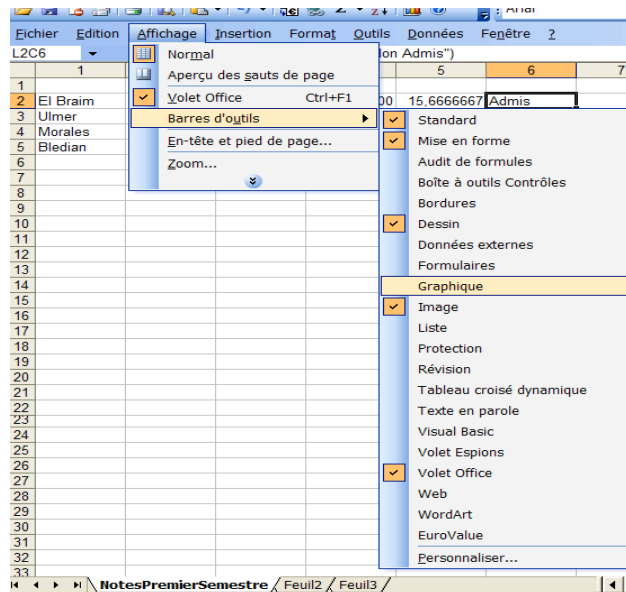 Arial
Fichier Edition Affichage Insertion Format Outils Données Fenêtre ?
L2C6 on Admis")
1 5 6 7
1
2 El Braim 00 15,6666667 Admis
3 Ulmer
4 Morales
5 Bledian
6
7
8
9
10
11
12
13
14
15
16
17
18
19
20
21
22
23
24
25
26
27
28
29
30
31
32
33
Normal
Aperçu des sauts de page
Volet Office Ctrl+F1
Barres d'outils
En-tête et pied de page...
Zoom...
Standard
Mise en forme
Audit de formules
Boîte à outils Contrôles
Bordures
Dessin
Données externes
Formulaires
Graphique
Image
Liste
Protection
Révision
Tableau croisé dynamique
Texte en parole
Visual Basic
Volet Espions
Volet Office
Web
WordArt
EuroValue
Personnaliser...
NotesPremierSemestre Feuil2 Feuil3